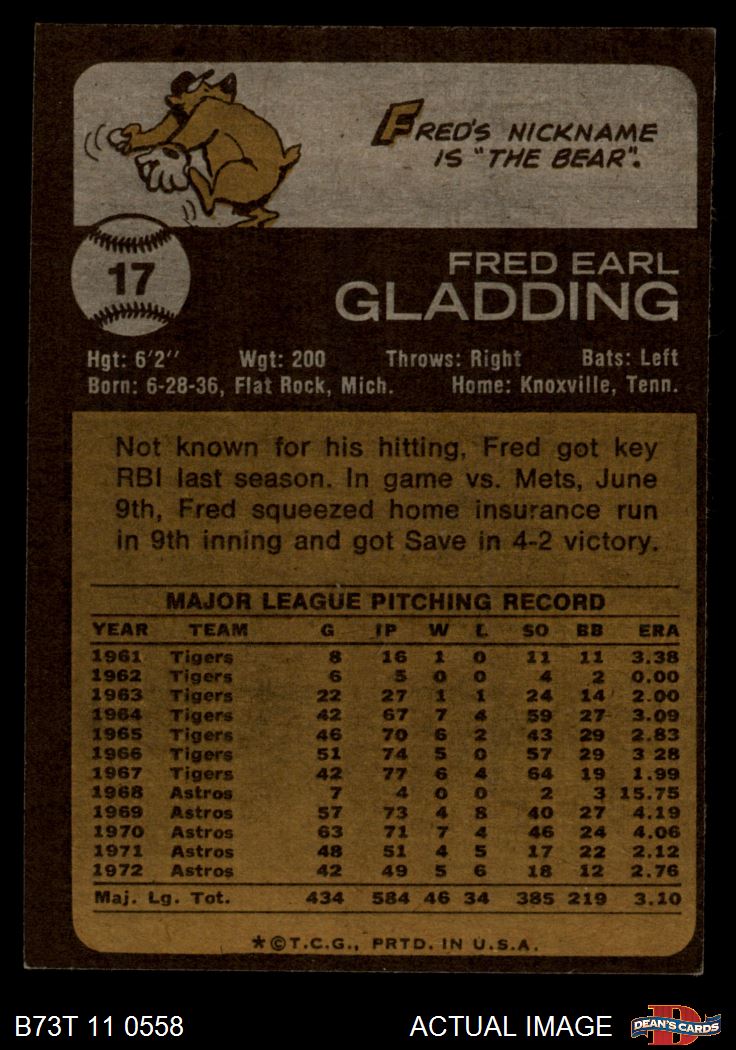 FRED'S NICKNAME
IS "THE BEAR".
17
FRED EARL
GLADDING
Hgt: 6'2" Wgt: 200 Throws: Right Bats: Left
Born: 6-28-36, Flat Rock, Mich. Home: Knoxville, Tenn.
Not known for his hitting, Fred got key
RBI last season. In game vs. Mets, June
9th, Fred squeezed home insurance run
in 9th inning and got Save in 4-2 victory.
MAJOR LEAGUE PITCHING RECORD
YEAR TEAM G IP W L SO BB ERA
1961 Tigers 8 16 1 0 11 11 3.38
1962 Tigers 6 5 0 0 4 2 0.00
1963 Tigers 22 27 1 1 24 14 2.00
1964 Tigers 42 67 7 4 59 27 3.09
1965 Tigers 46 70 6 2 43 29 2.83
1966 Tigers 51 74 5 0 57 29 3 28
1967 Tigers 42 77 6 4 64 19 1.99
1968 Astros 7 4 0 0 2 3 15.75
1969 Astros 57 73 4 8 40 27 4.19
1970 Astros 63 71 7 4 46 24 4.06
1971 Astros 48 51 4 5 17 22 2.12
1972 Astros 42 49 5 6 18 12 2.76
Maj. Lg. Tot. 434 584 46 34 385 219 3.10
★©T.C.G., PRTD. IN U.S.A.
B73T 11 0558 ACTUAL IMAGE D DEAN'S CARDS